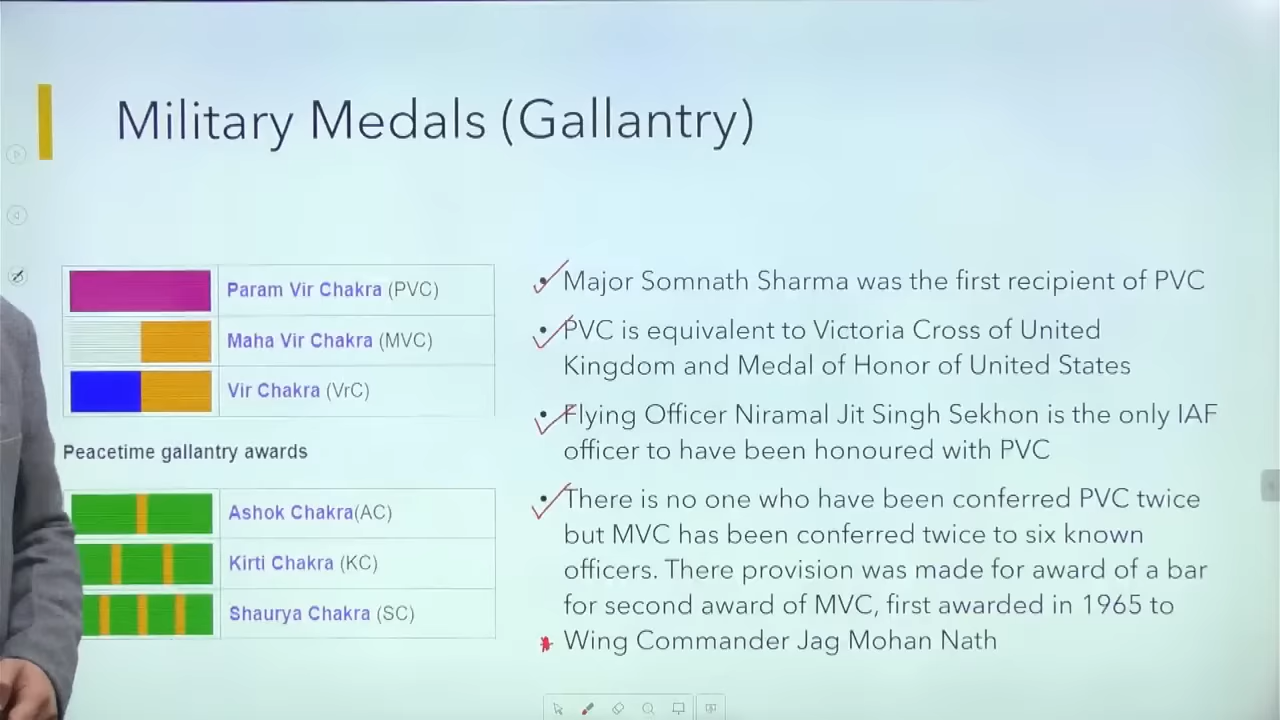 Military Medals (Gallantry)
Param Vir Chakra (PVC)
Maha Vir Chakra (MVC)
Vir Chakra (VrC)
Peacetime gallantry awards
Ashok Chakra(AC)
Kirti Chakra (KC)
Shaurya Chakra (SC)
• Major Somnath Sharma was the first recipient of PVC
• PVC is equivalent to Victoria Cross of United
Kingdom and Medal of Honor of United States
• Flying Officer Niramal Jit Singh Sekhon is the only IAF
officer to have been honoured with PVC
• There is no one who have been conferred PVC twice
but MVC has been conferred twice to six known
officers. There provision was made for award of a bar
for second award of MVC, first awarded in 1965 to
Wing Commander Jag Mohan Nath